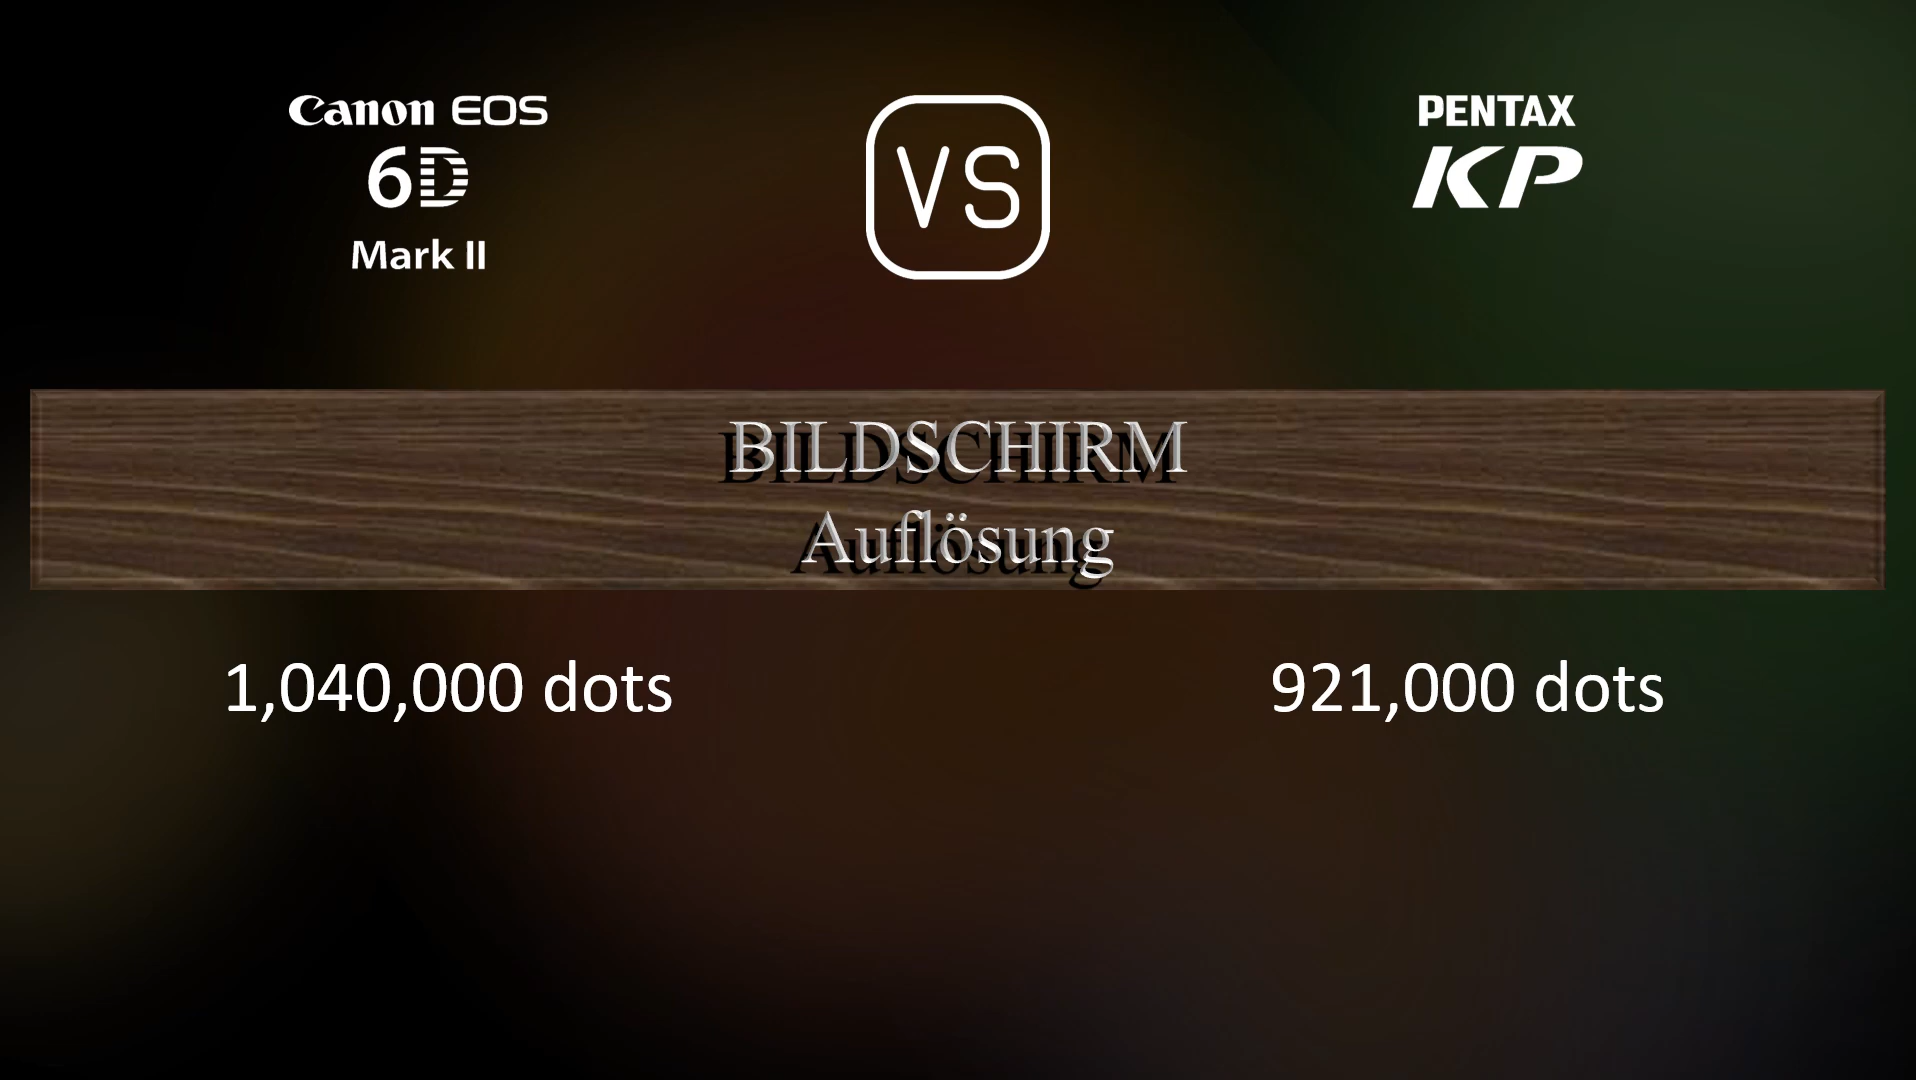 Canon EOS
6D
Mark II
VS
PENTAX
KP
BILDSCHIRM
Auflösung
1,040,000 dots
921,000 dots